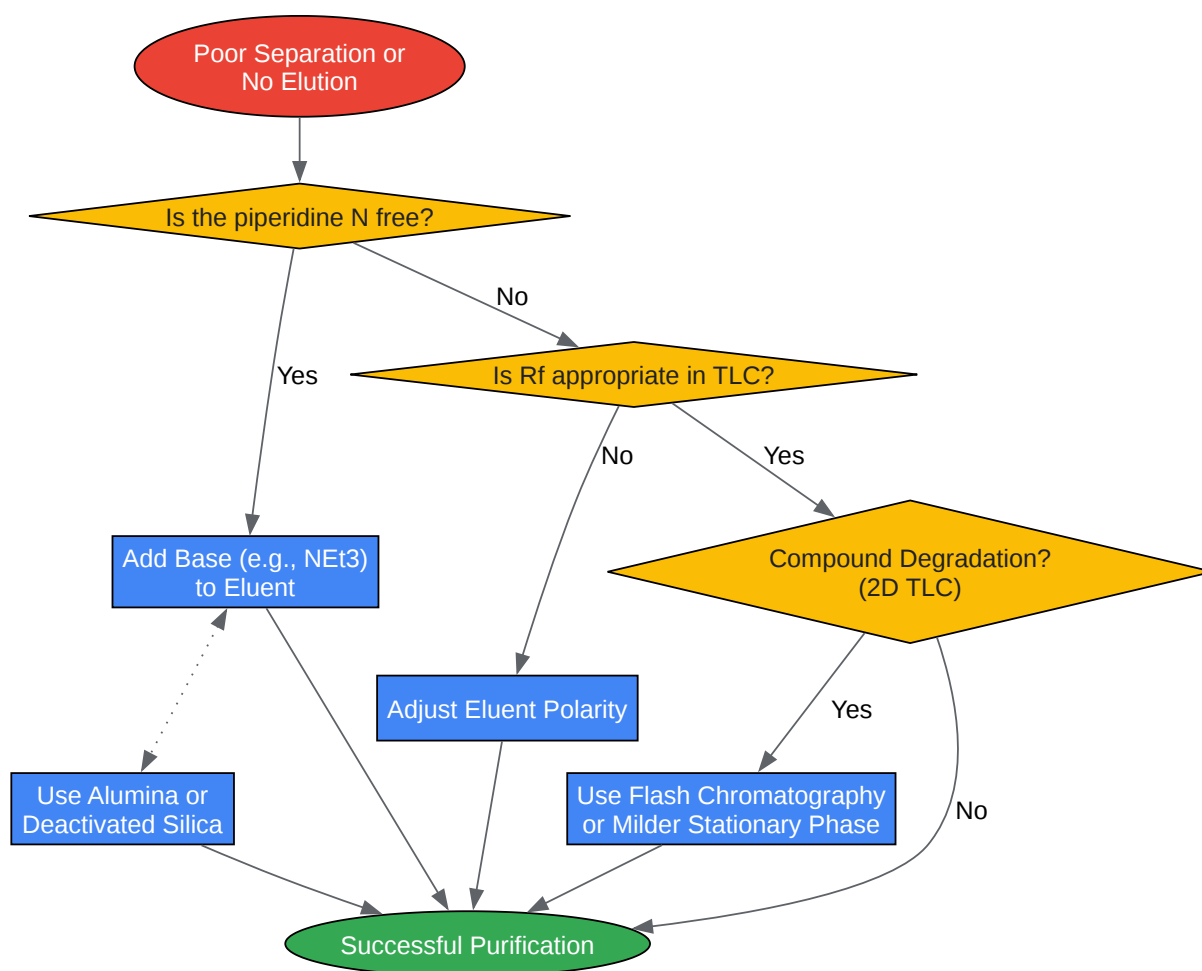 Poor Separation or
No Elution
Is the piperidine N free?
No
Yes
Is Rf appropriate in TLC?
No
Yes
Add Base (e.g., NEt3)
to Eluent
Compound Degradation?
(2D TLC)
Adjust Eluent Polarity
Yes
Use Alumina or
Deactivated Silica
Use Flash Chromatography
or Milder Stationary Phase
No
Successful Purification